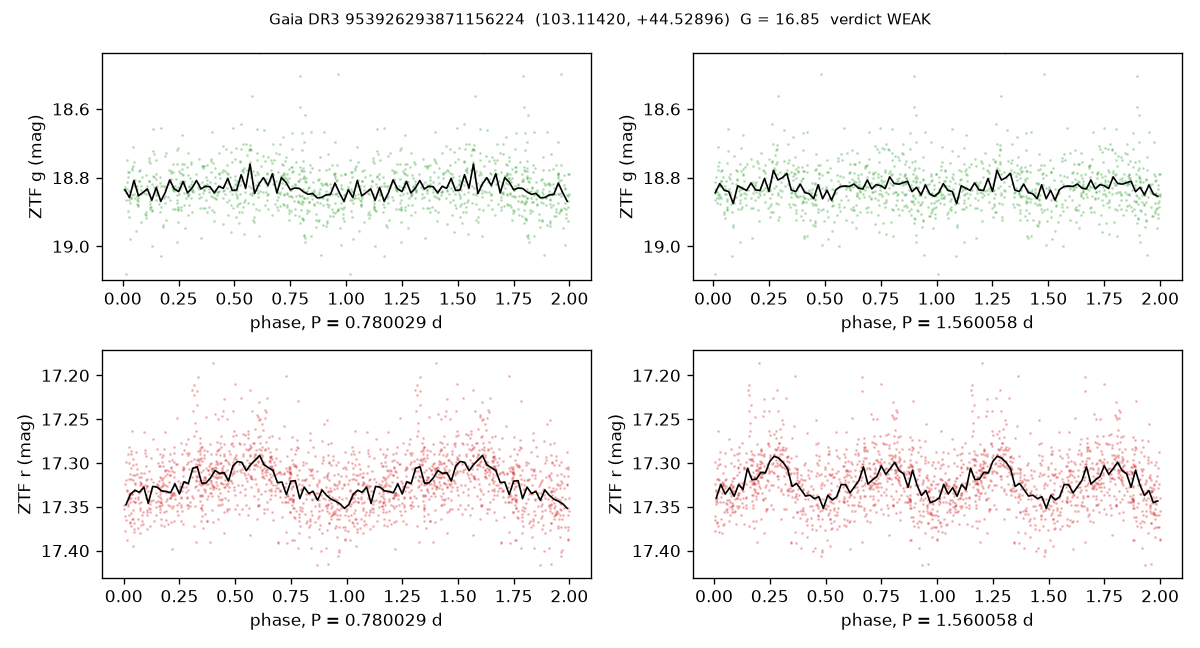 Gaia DR3 953926293871156224 (103.11420, +44.52896) G = 16.85 verdict WEAK
ZTF g (mag)
18.6
18.8
19.0
0.00 0.25 0.50 0.75 1.00 1.25 1.50 1.75 2.00
phase, P = 0.780029 d
ZTF g (mag)
18.6
18.8
19.0
0.00 0.25 0.50 0.75 1.00 1.25 1.50 1.75 2.00
phase, P = 1.560058 d
ZTF r (mag)
17.20
17.25
17.30
17.35
17.40
0.00 0.25 0.50 0.75 1.00 1.25 1.50 1.75 2.00
phase, P = 0.780029 d
ZTF r (mag)
17.20
17.25
17.30
17.35
17.40
0.00 0.25 0.50 0.75 1.00 1.25 1.50 1.75 2.00
phase, P = 1.560058 d